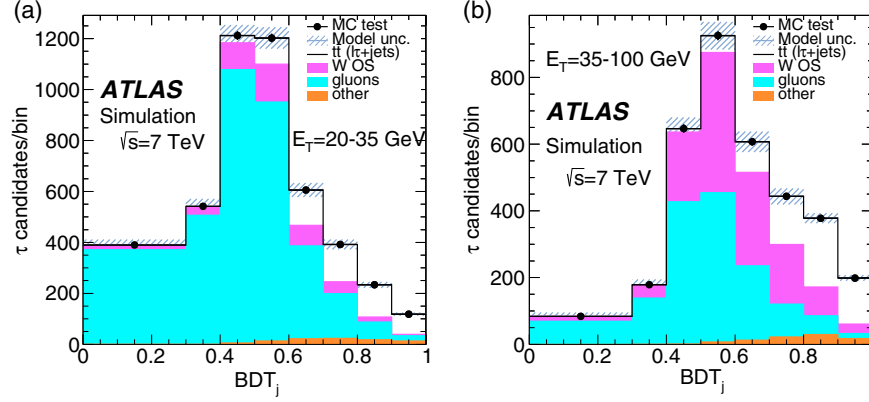 (a)
MC test
Model unc.
tt̄ (lτ+jets)
W OS
gluons
other
ATLAS
Simulation
√s=7 TeV
E_T=20-35 GeV
τ candidates/bin
1200
1000
800
600
400
200
0
0 0.2 0.4 0.6 0.8 1
BDT_j
(b)
MC test
Model unc.
tt̄ (lτ+jets)
W OS
gluons
other
E_T=35-100 GeV
ATLAS
Simulation
√s=7 TeV
τ candidates/bin
800
600
400
200
0
0 0.2 0.4 0.6 0.8
BDT_j